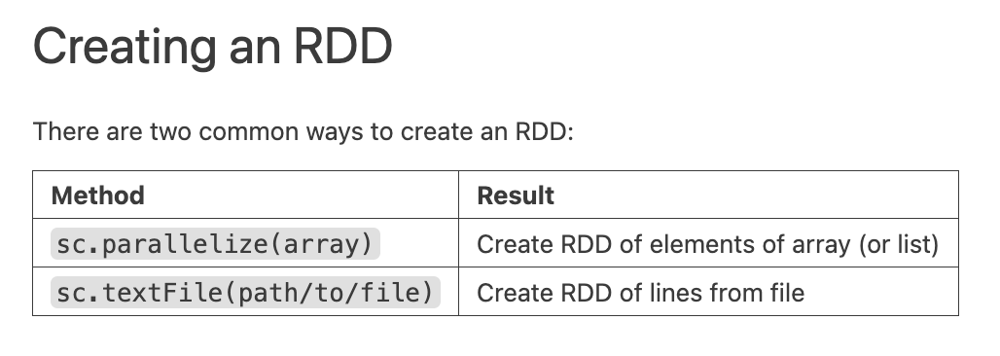 Creating an RDD
There are two common ways to create an RDD:
Method Result
sc.parallelize(array) Create RDD of elements of array (or list)
sc.textFile(path/to/file) Create RDD of lines from file